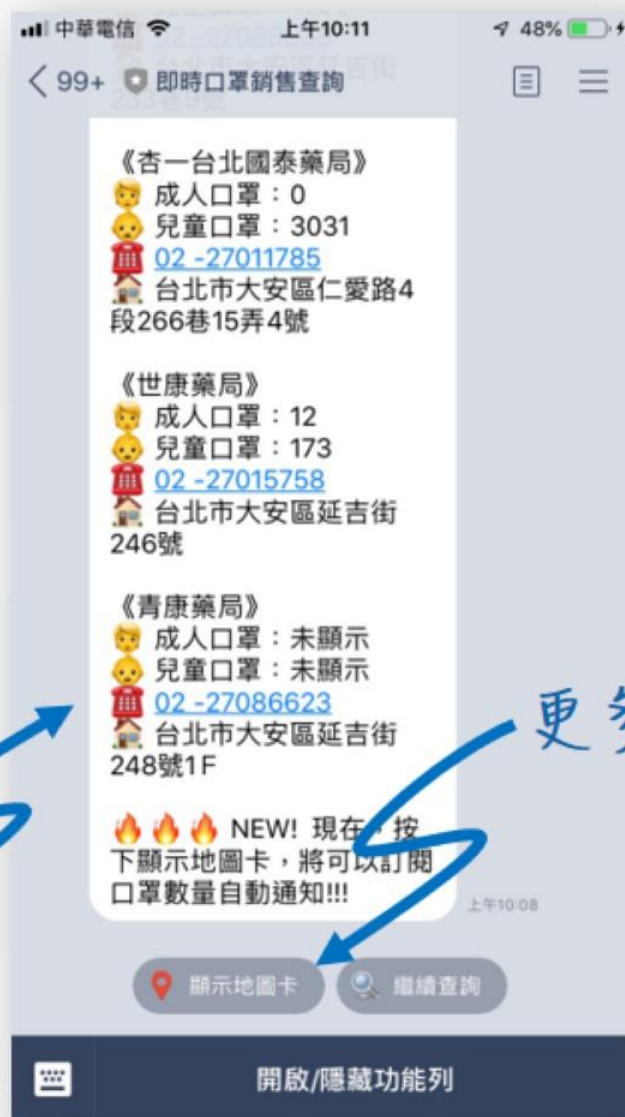 中華電信 上午10:11 48%
99+ 即時口罩銷售查詢
《杏一台北國泰藥局》
成人口罩：0
兒童口罩：3031
02 -27011785
台北市大安區仁愛路4
段266巷15弄4號
《世康藥局》
成人口罩：12
兒童口罩：173
02 -27015758
台北市大安區延吉街
246號
《青康藥局》
成人口罩：未顯示
兒童口罩：未顯示
02 -27086623
台北市大安區延吉街
248號1F
更多
NEW! 現在，按
下顯示地圖卡，將可以訂閱
口罩數量自動通知!!!
上午10:08
顯示地圖卡 繼續查詢
開啟/隱藏功能列